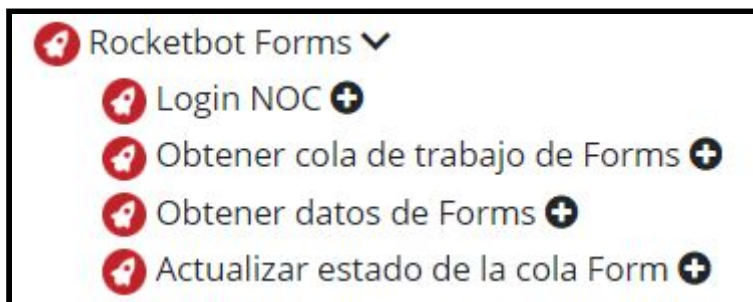 Rocketbot Forms
Login NOC
Obtener cola de trabajo de Forms
Obtener datos de Forms
Actualizar estado de la cola Form